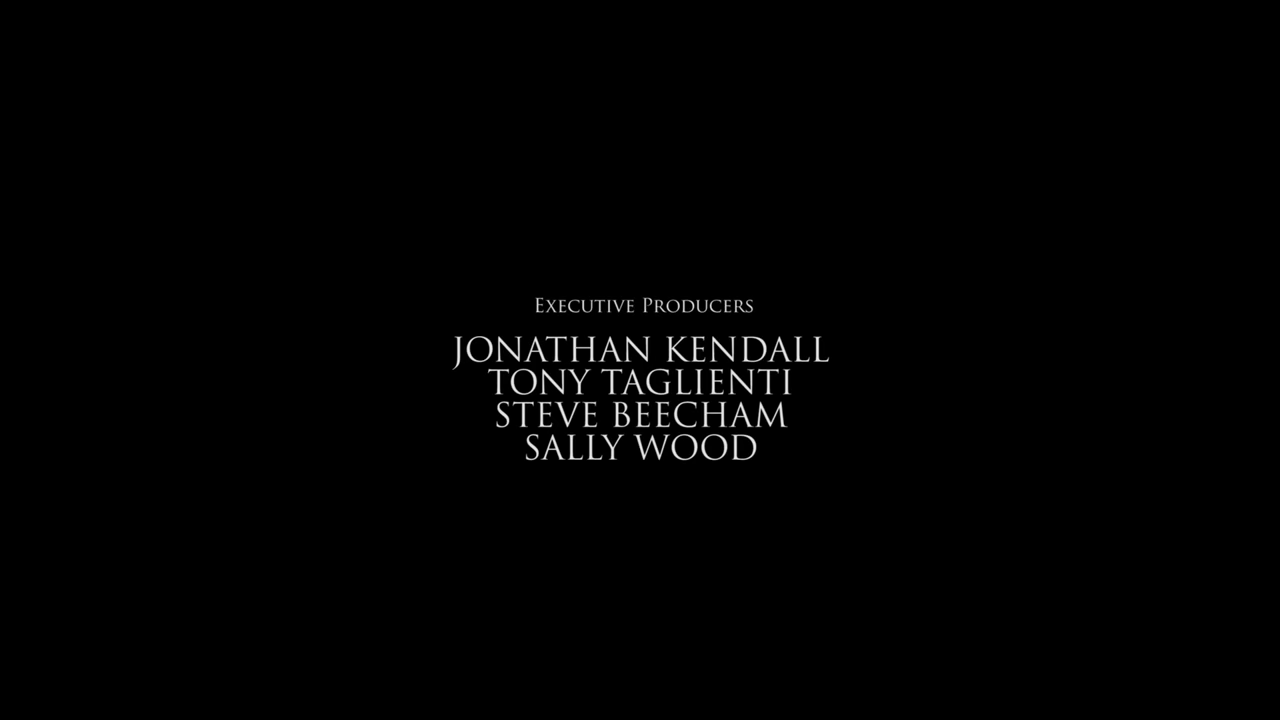 Executive Producers
JONATHAN KENDALL
TONY TAGLIENTI
STEVE BEECHAM
SALLY WOOD